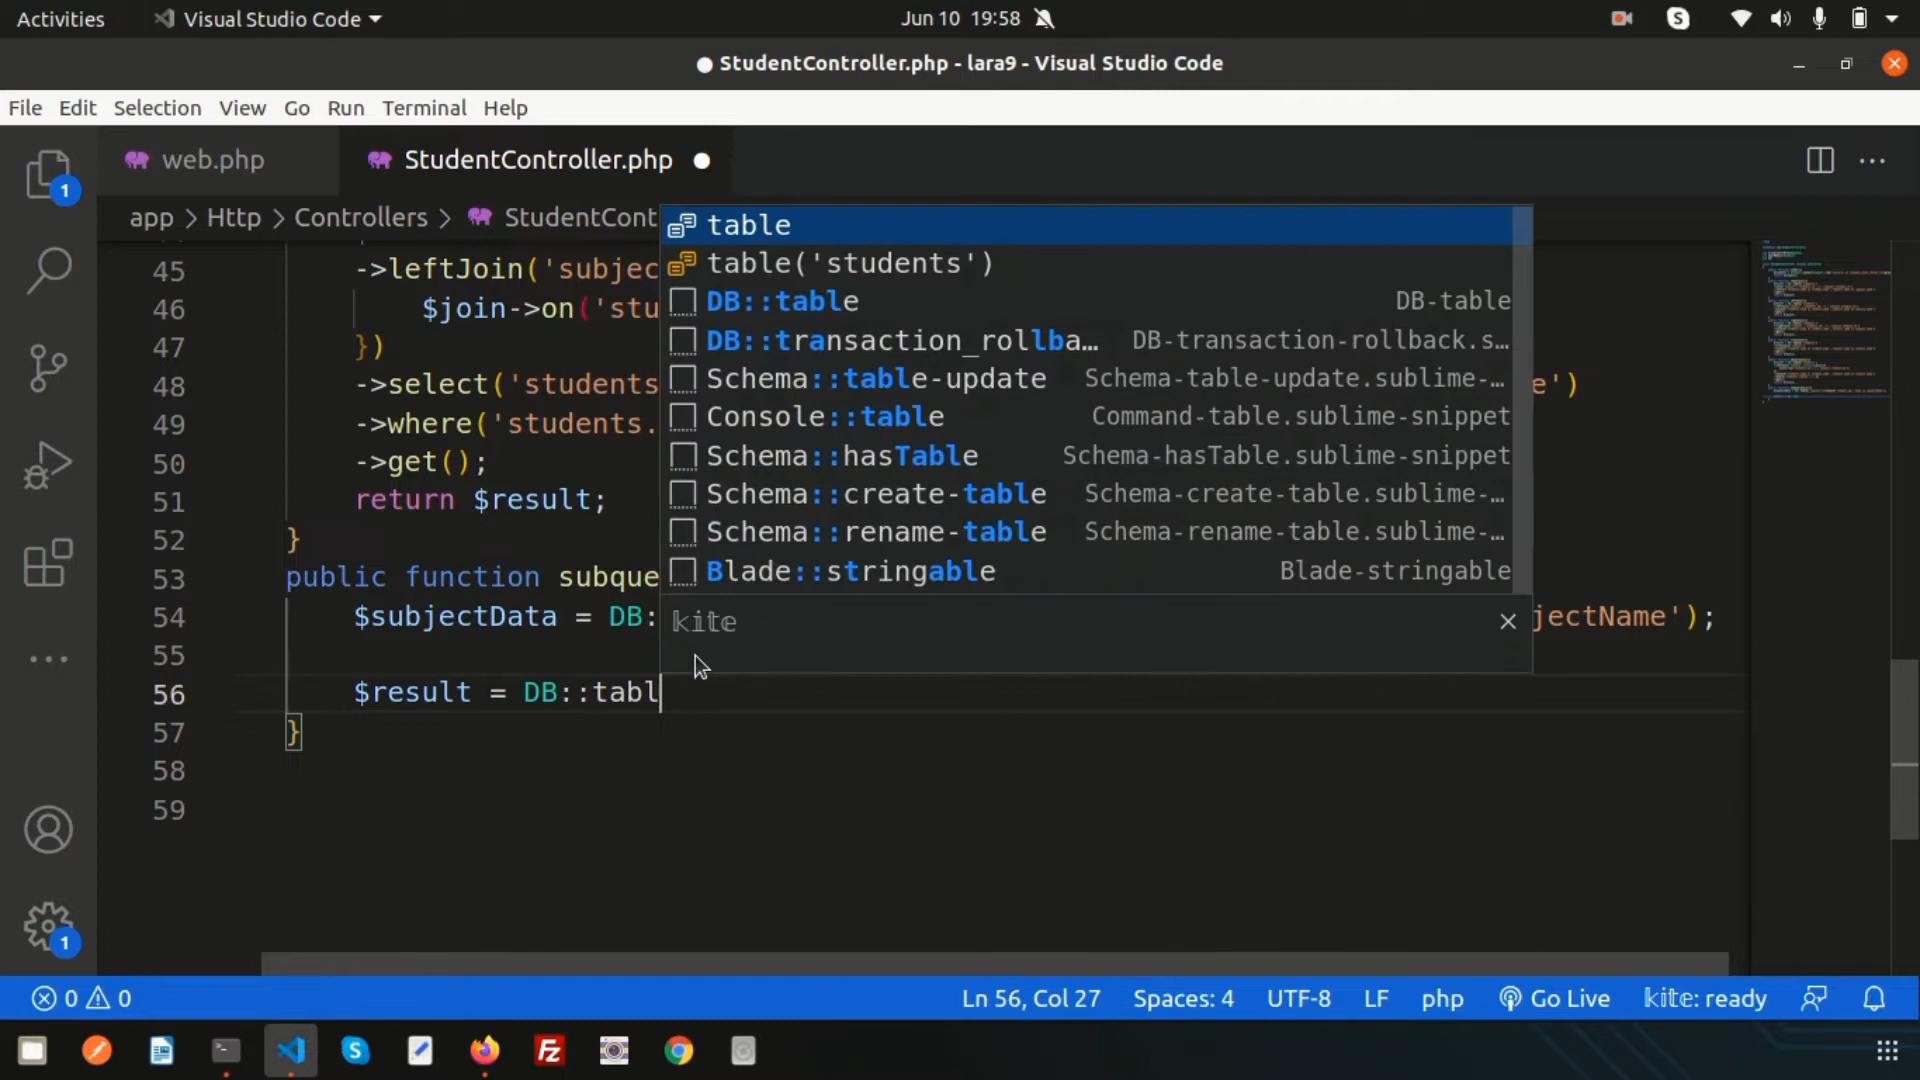 Activities Visual Studio Code Jun 10 19:58
StudentController.php - lara9 - Visual Studio Code
File Edit Selection View Go Run Terminal Help
web.php StudentController.php
app > Http > Controllers > StudentCont
table
45 ->leftJoin('subjec
table('students')
46 $join->on('stu
DB::table DB-table
47 })
DB::transaction_rollba… DB-transaction-rollback.s…
48 ->select('students e')
Schema::table-update Schema-table-update.sublime-…
49 ->where('students.
Console::table Command-table.sublime-snippet
50 ->get();
Schema::hasTable Schema-hasTable.sublime-snippet
51 return $result;
Schema::create-table Schema-create-table.sublime-…
52 }
Schema::rename-table Schema-rename-table.sublime-…
53 public function subque
Blade::stringable Blade-stringable
54 $subjectData = DB: jectName');
kite
55
56 $result = DB::tabl
57 }
58
59
1
1
0 0 Ln 56, Col 27 Spaces: 4 UTF-8 LF php Go Live kite: ready